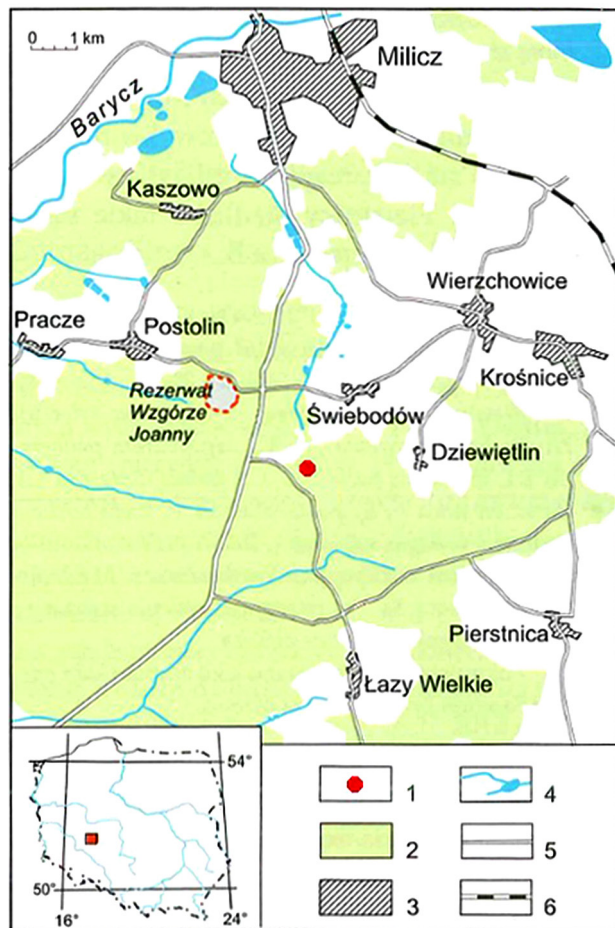 0 1 km
Milicz
Barycz
Kaszowo
Wierzchowice
Pracze
Postolin
Krośnice
Rezerwat
Wzgórze
Joanny
Świebodów
Dziewiętlin
Pierstnica
Łazy Wielkie
54°
50°
16°
24°
1
2
3
4
5
6